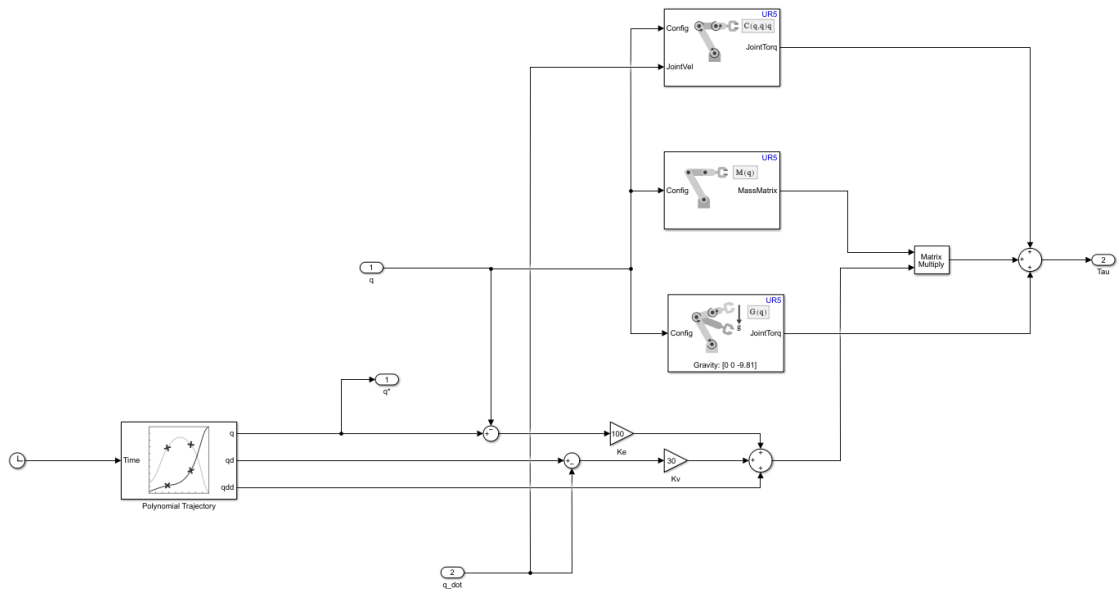 UR5
Config
C(q,q̇)q̇
JointTorq
JointVel
UR5
M(q)
Config
MassMatrix
Matrix
Multiply
1
q
2
Tau
UR5
G(q)
g
Config
JointTorq
Gravity: [0 0 -9.81]
1
q*
Time
q
qd
qdd
Polynomial Trajectory
100
Ke
30
Kv
2
q_dot